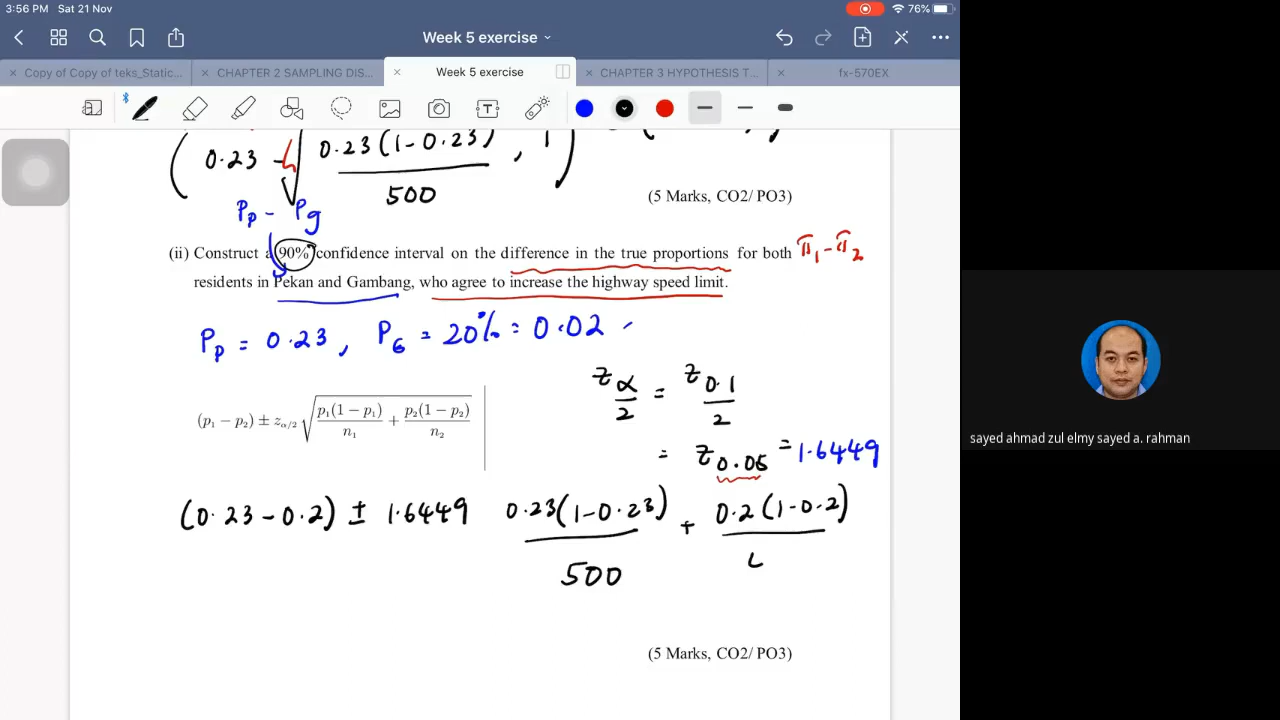 3:56 PM Sat 21 Nov
76%
Week 5 exercise
Copy of Copy of teks_Static...
CHAPTER 2 SAMPLING DIS...
Week 5 exercise
CHAPTER 3 HYPOTHESIS T...
fx-570EX
( 0.23 - √ 0.23(1-0.23) / 500 , )
(5 Marks, CO2/ PO3)
Pp - Pg
(ii) Construct a 90% confidence interval on the difference in the true proportions for both π1 - π2
residents in Pekan and Gambang, who agree to increase the highway speed limit.
Pp = 0.23, PG = 20% = 0.02
z α/2 = z 0.1/2
(p1 − p2) ± zα/2 √ p1(1 − p1)/n1 + p2(1 − p2)/n2
= z 0.05 = 1.6449
(0.23 - 0.2) ± 1.6449 0.23(1-0.23)/500 + 0.2(1-0.2)
(5 Marks, CO2/ PO3)
sayed ahmad zul elmy sayed a. rahman